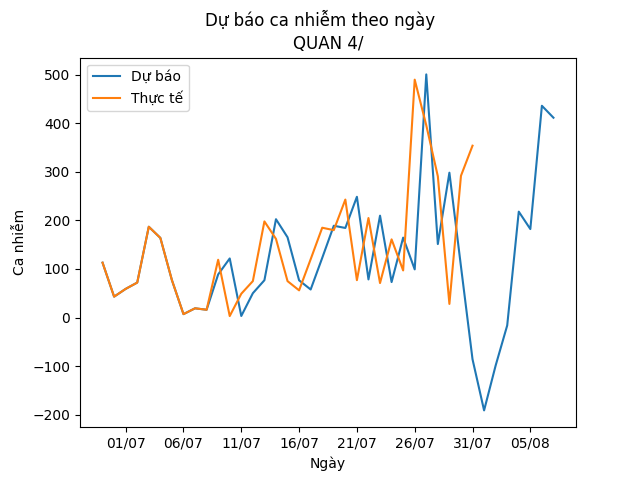 Dự báo ca nhiễm theo ngày
QUAN 4/
Dự báo
Thực tế
Ca nhiễm
500
400
300
200
100
0
−100
−200
01/07 06/07 11/07 16/07 21/07 26/07 31/07 05/08
Ngày